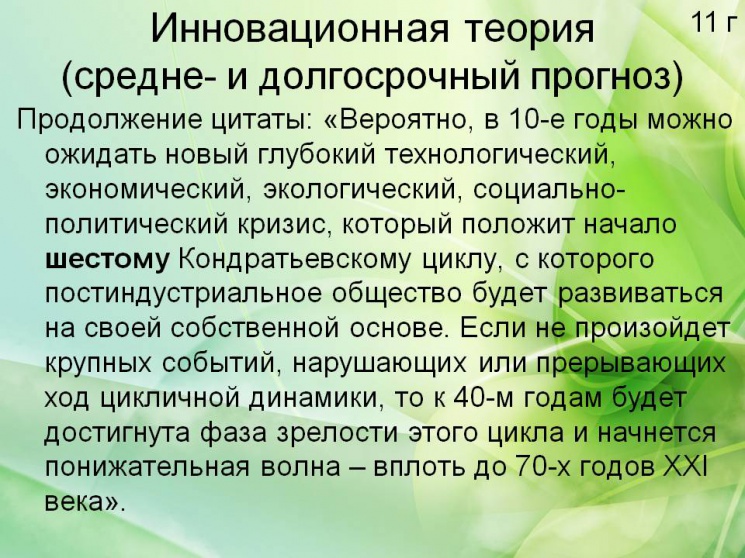 11 г
Инновационная теория
(средне- и долгосрочный прогноз)
Продолжение цитаты: «Вероятно, в 10-е годы можно
ожидать новый глубокий технологический,
экономический, экологический, социально-
политический кризис, который положит начало
шестому Кондратьевскому циклу, с которого
постиндустриальное общество будет развиваться
на своей собственной основе. Если не произойдет
крупных событий, нарушающих или прерывающих
ход цикличной динамики, то к 40-м годам будет
достигнута фаза зрелости этого цикла и начнется
понижательная волна – вплоть до 70-х годов XXI
века».